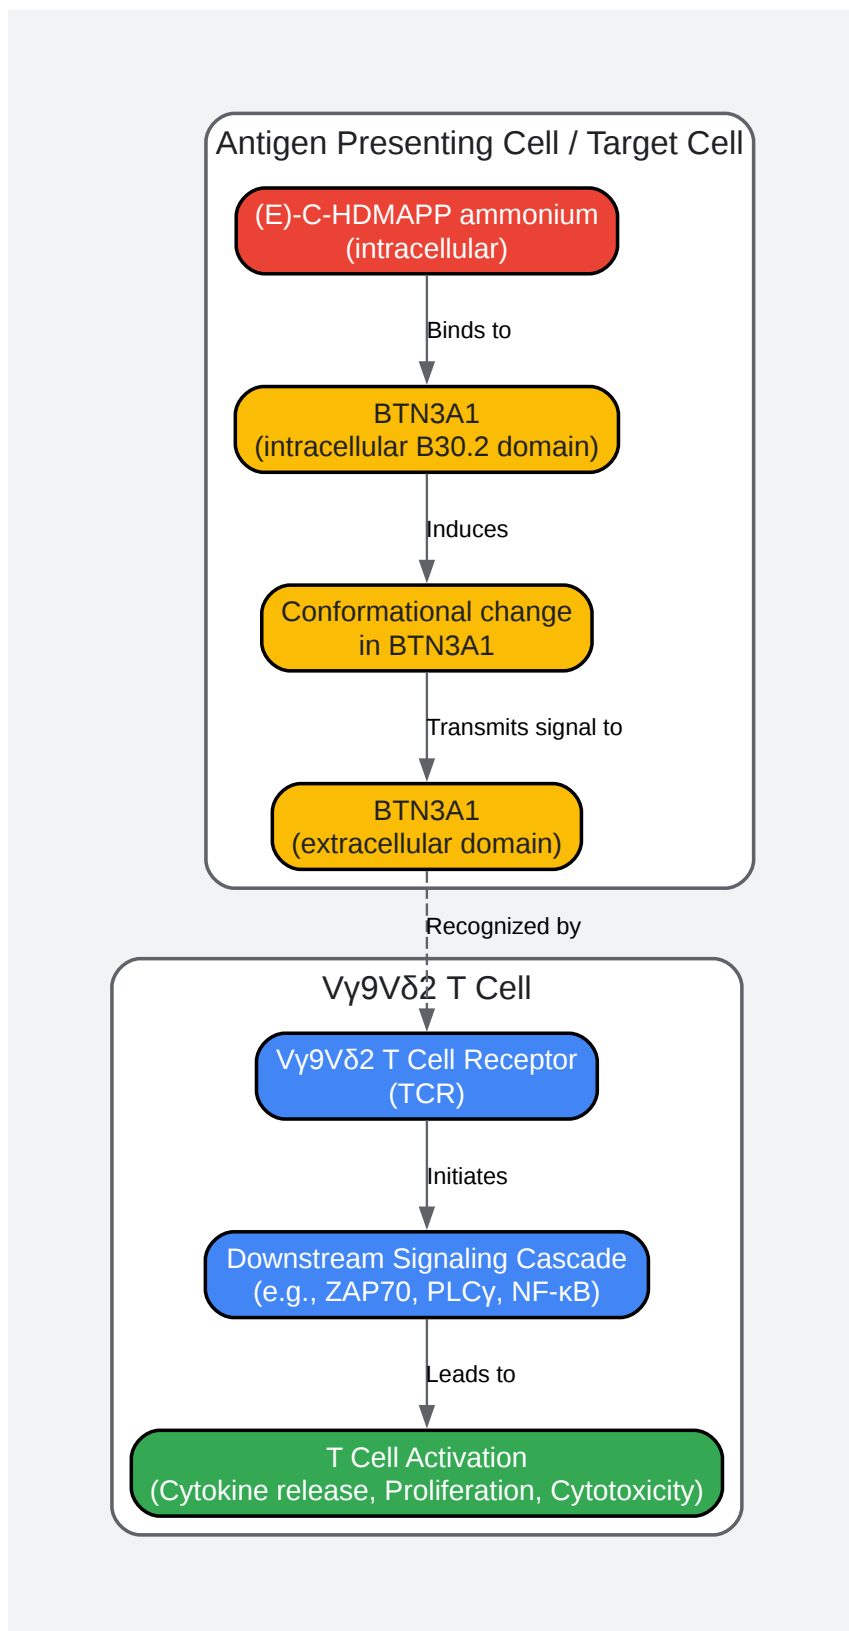 Antigen Presenting Cell / Target Cell
(E)-C-HDMAPP ammonium
(intracellular)
Binds to
BTN3A1
(intracellular B30.2 domain)
Induces
Conformational change
in BTN3A1
Transmits signal to
BTN3A1
(extracellular domain)
Recognized by
Vγ9Vδ2 T Cell
Vγ9Vδ2 T Cell Receptor
(TCR)
Initiates
Downstream Signaling Cascade
(e.g., ZAP70, PLCγ, NF-κB)
Leads to
T Cell Activation
(Cytokine release, Proliferation, Cytotoxicity)